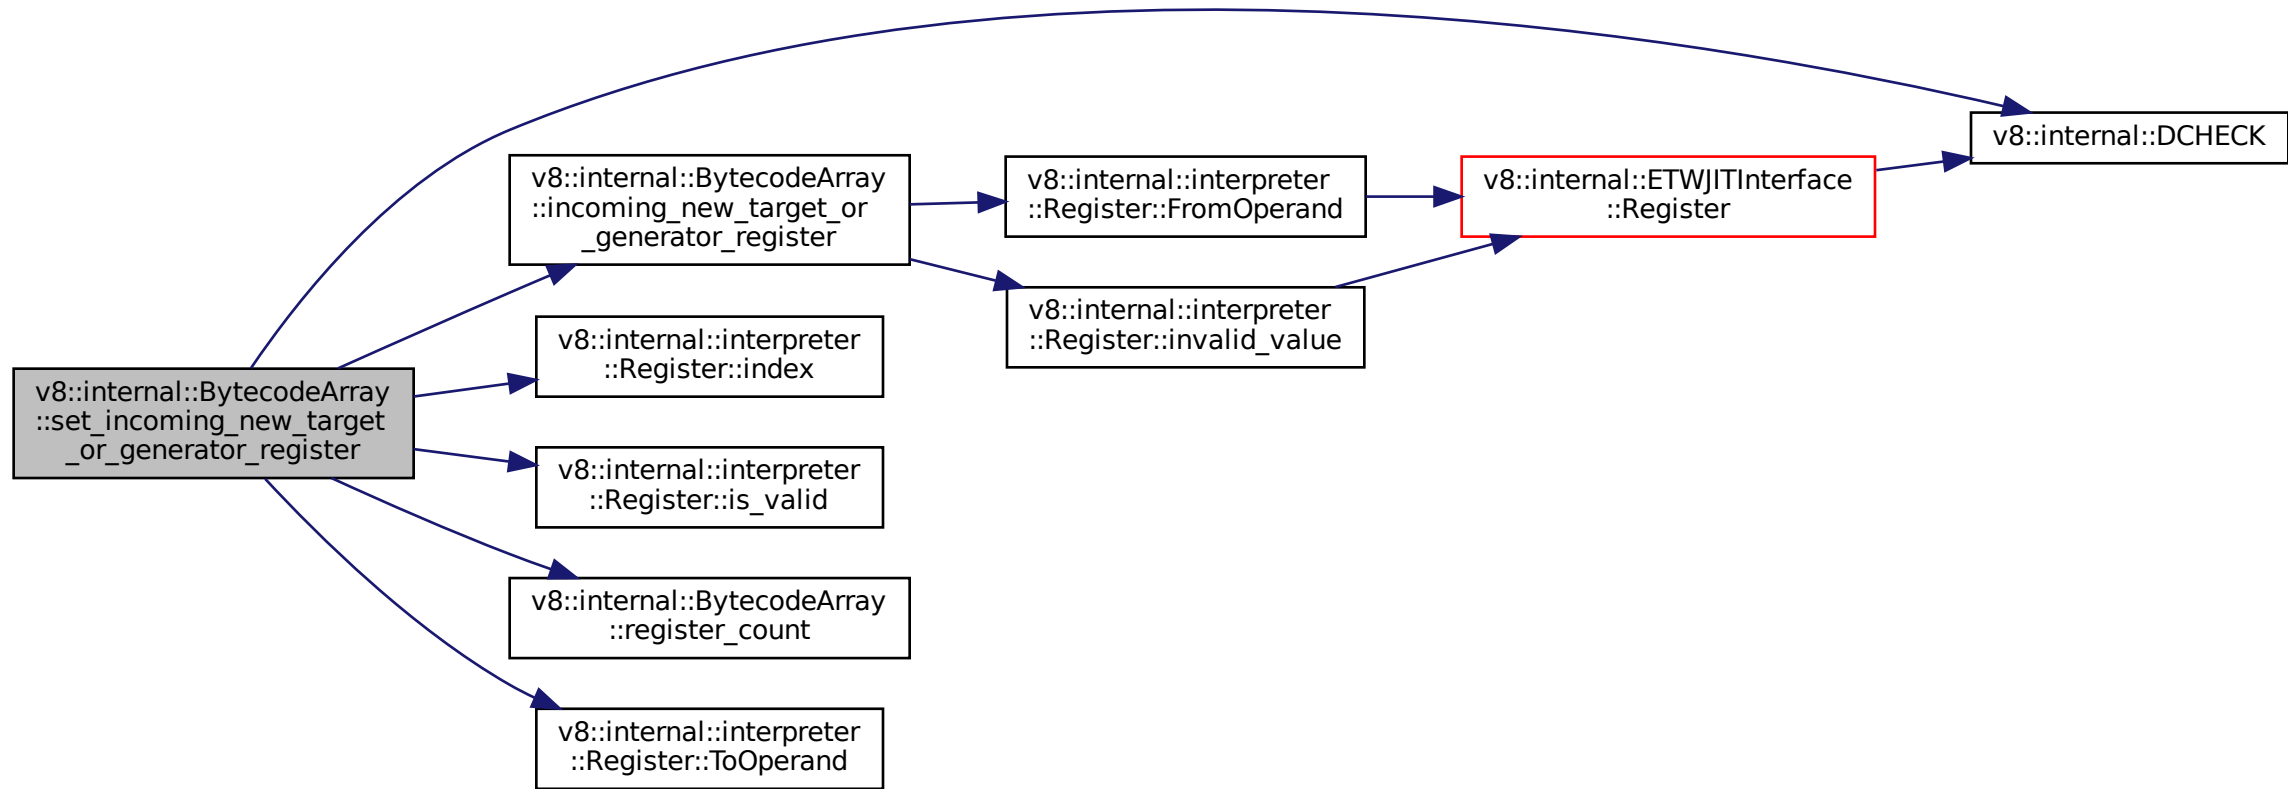 v8::internal::BytecodeArray
::set_incoming_new_target
_or_generator_register
v8::internal::DCHECK
v8::internal::BytecodeArray
::incoming_new_target_or
_generator_register
v8::internal::interpreter
::Register::FromOperand
v8::internal::ETWJITInterface
::Register
v8::internal::interpreter
::Register::invalid_value
v8::internal::interpreter
::Register::index
v8::internal::interpreter
::Register::is_valid
v8::internal::BytecodeArray
::register_count
v8::internal::interpreter
::Register::ToOperand